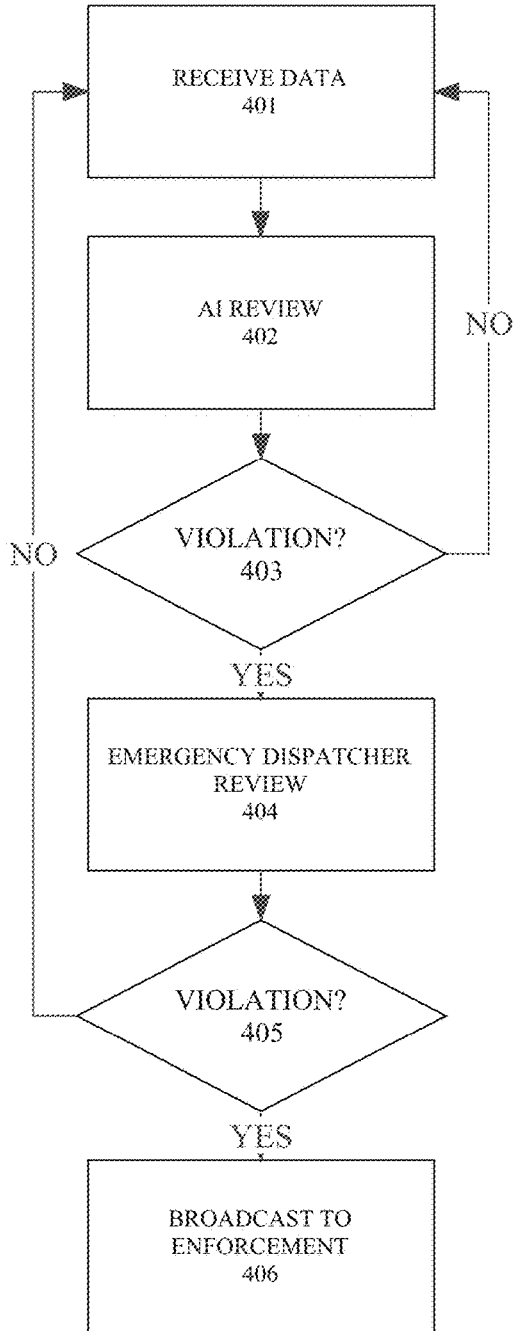 RECEIVE DATA
401
AI REVIEW
402
NO
VIOLATION?
403
NO
YES
EMERGENCY DISPATCHER
REVIEW
404
VIOLATION?
405
YES
BROADCAST TO
ENFORCEMENT
406